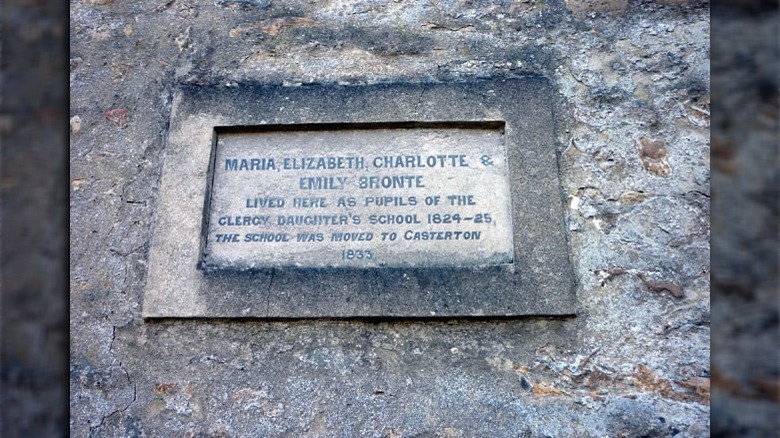 MARIA, ELIZABETH, CHARLOTTE &
EMILY BRONTE
LIVED HERE AS PUPILS OF THE
CLERGY DAUGHTER'S SCHOOL 1824-25,
THE SCHOOL WAS MOVED TO CASTERTON
1833.